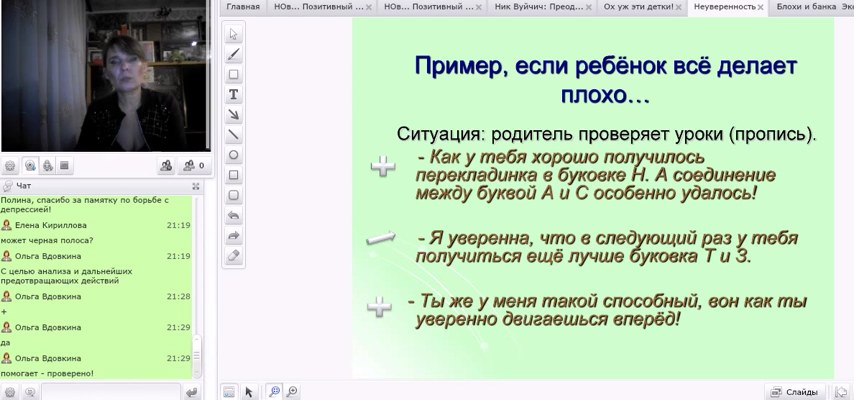 Главная
НОв... Позитивный ...
НОв... Позитивный ...
Ник Вуйчич: Преод...
Ох уж эти детки!
Неуверенность
Блохи и банка
Экс
0
Чат
Полина, спасибо за памятку по борьбе с
депрессией!
Елена Кириллова 21:19
может черная полоса?
Ольга Вдовкина 21:19
С целью анализа и дальнейших
предотвращающих действий
Ольга Вдовкина 21:28
+
Ольга Вдовкина 21:29
да
Ольга Вдовкина 21:29
помогает - проверено!
Пример, если ребёнок всё делает
плохо...
Ситуация: родитель проверяет уроки (пропись).
- Как у тебя хорошо получилось
перекладинка в буковке Н. А соединение
между буквой А и С особенно удалось!
- Я уверенна, что в следующий раз у тебя
получиться ещё лучше буковка Т и З.
- Ты же у меня такой способный, вон как ты
уверенно двигаешься вперёд!
Слайды